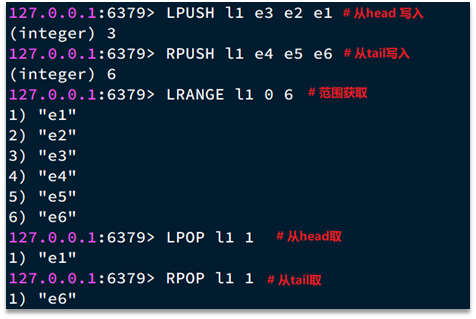 127.0.0.1:6379> LPUSH l1 e3 e2 e1 # 从head 写入
(integer) 3
127.0.0.1:6379> RPUSH l1 e4 e5 e6 # 从tail写入
(integer) 6
127.0.0.1:6379> LRANGE l1 0 6 # 范围获取
1) "e1"
2) "e2"
3) "e3"
4) "e4"
5) "e5"
6) "e6"
127.0.0.1:6379> LPOP l1 1 # 从head取
1) "e1"
127.0.0.1:6379> RPOP l1 1 # 从tail取
1) "e6"